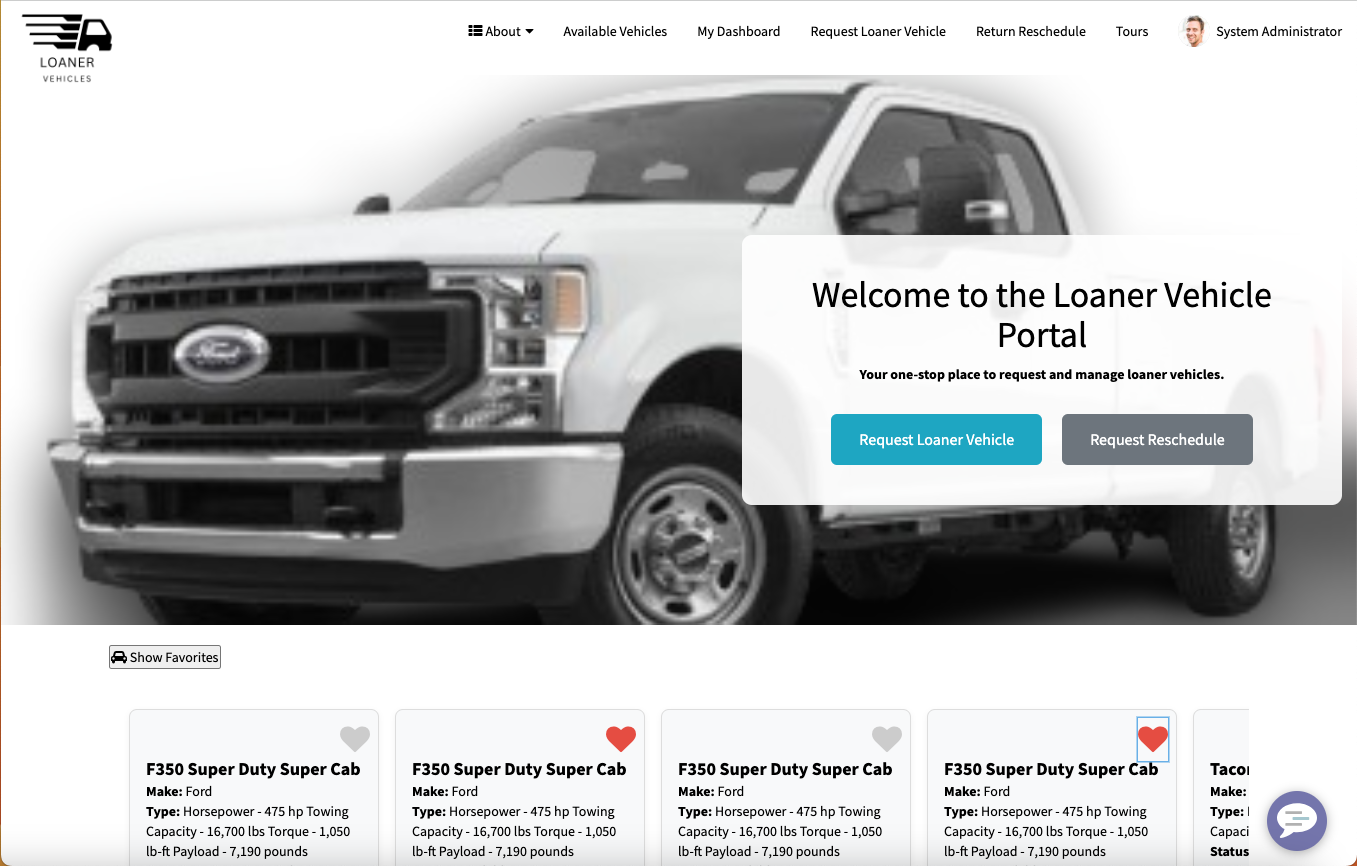 LOANER
VEHICLES
About
Available Vehicles
My Dashboard
Request Loaner Vehicle
Return Reschedule
Tours
System Administrator
Ford
Welcome to the Loaner Vehicle
Portal
Your one-stop place to request and manage loaner vehicles.
Request Loaner Vehicle
Request Reschedule
Show Favorites
F350 Super Duty Super Cab
Make: Ford
Type: Horsepower - 475 hp Towing
Capacity - 16,700 lbs Torque - 1,050
lb-ft Payload - 7,190 pounds
F350 Super Duty Super Cab
Make: Ford
Type: Horsepower - 475 hp Towing
Capacity - 16,700 lbs Torque - 1,050
lb-ft Payload - 7,190 pounds
F350 Super Duty Super Cab
Make: Ford
Type: Horsepower - 475 hp Towing
Capacity - 16,700 lbs Torque - 1,050
lb-ft Payload - 7,190 pounds
F350 Super Duty Super Cab
Make: Ford
Type: Horsepower - 475 hp Towing
Capacity - 16,700 lbs Torque - 1,050
lb-ft Payload - 7,190 pounds
Make:
Type:
Status